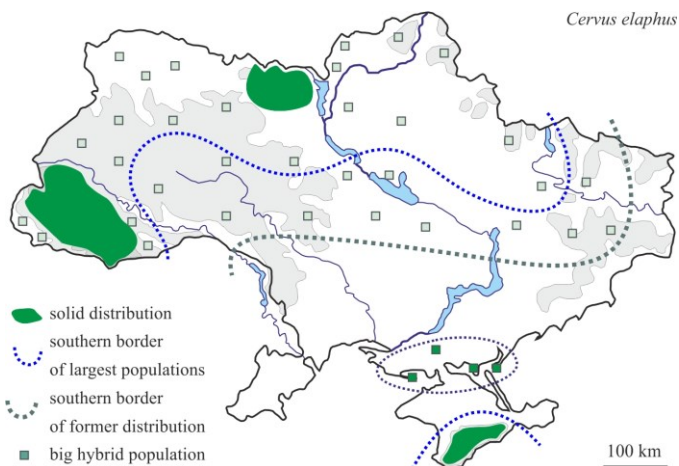 Cervus elaphus
solid distribution
southern border
of largest populations
southern border
of former distribution
big hybrid population
100 km